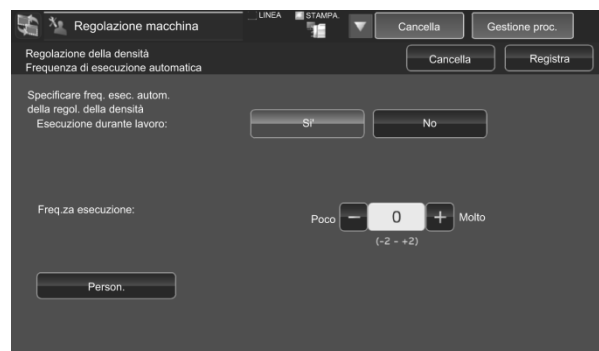 Regolazione macchina
LINEA
STAMPA.
Cancella
Gestione proc.
Regolazione della densità
Frequenza di esecuzione automatica
Cancella
Registra
Specificare freq. esec. autom.
della regol. della densità
Esecuzione durante lavoro:
Si'
No
Freq.za esecuzione:
Poco
−
0
+
Molto
(-2 - +2)
Person.